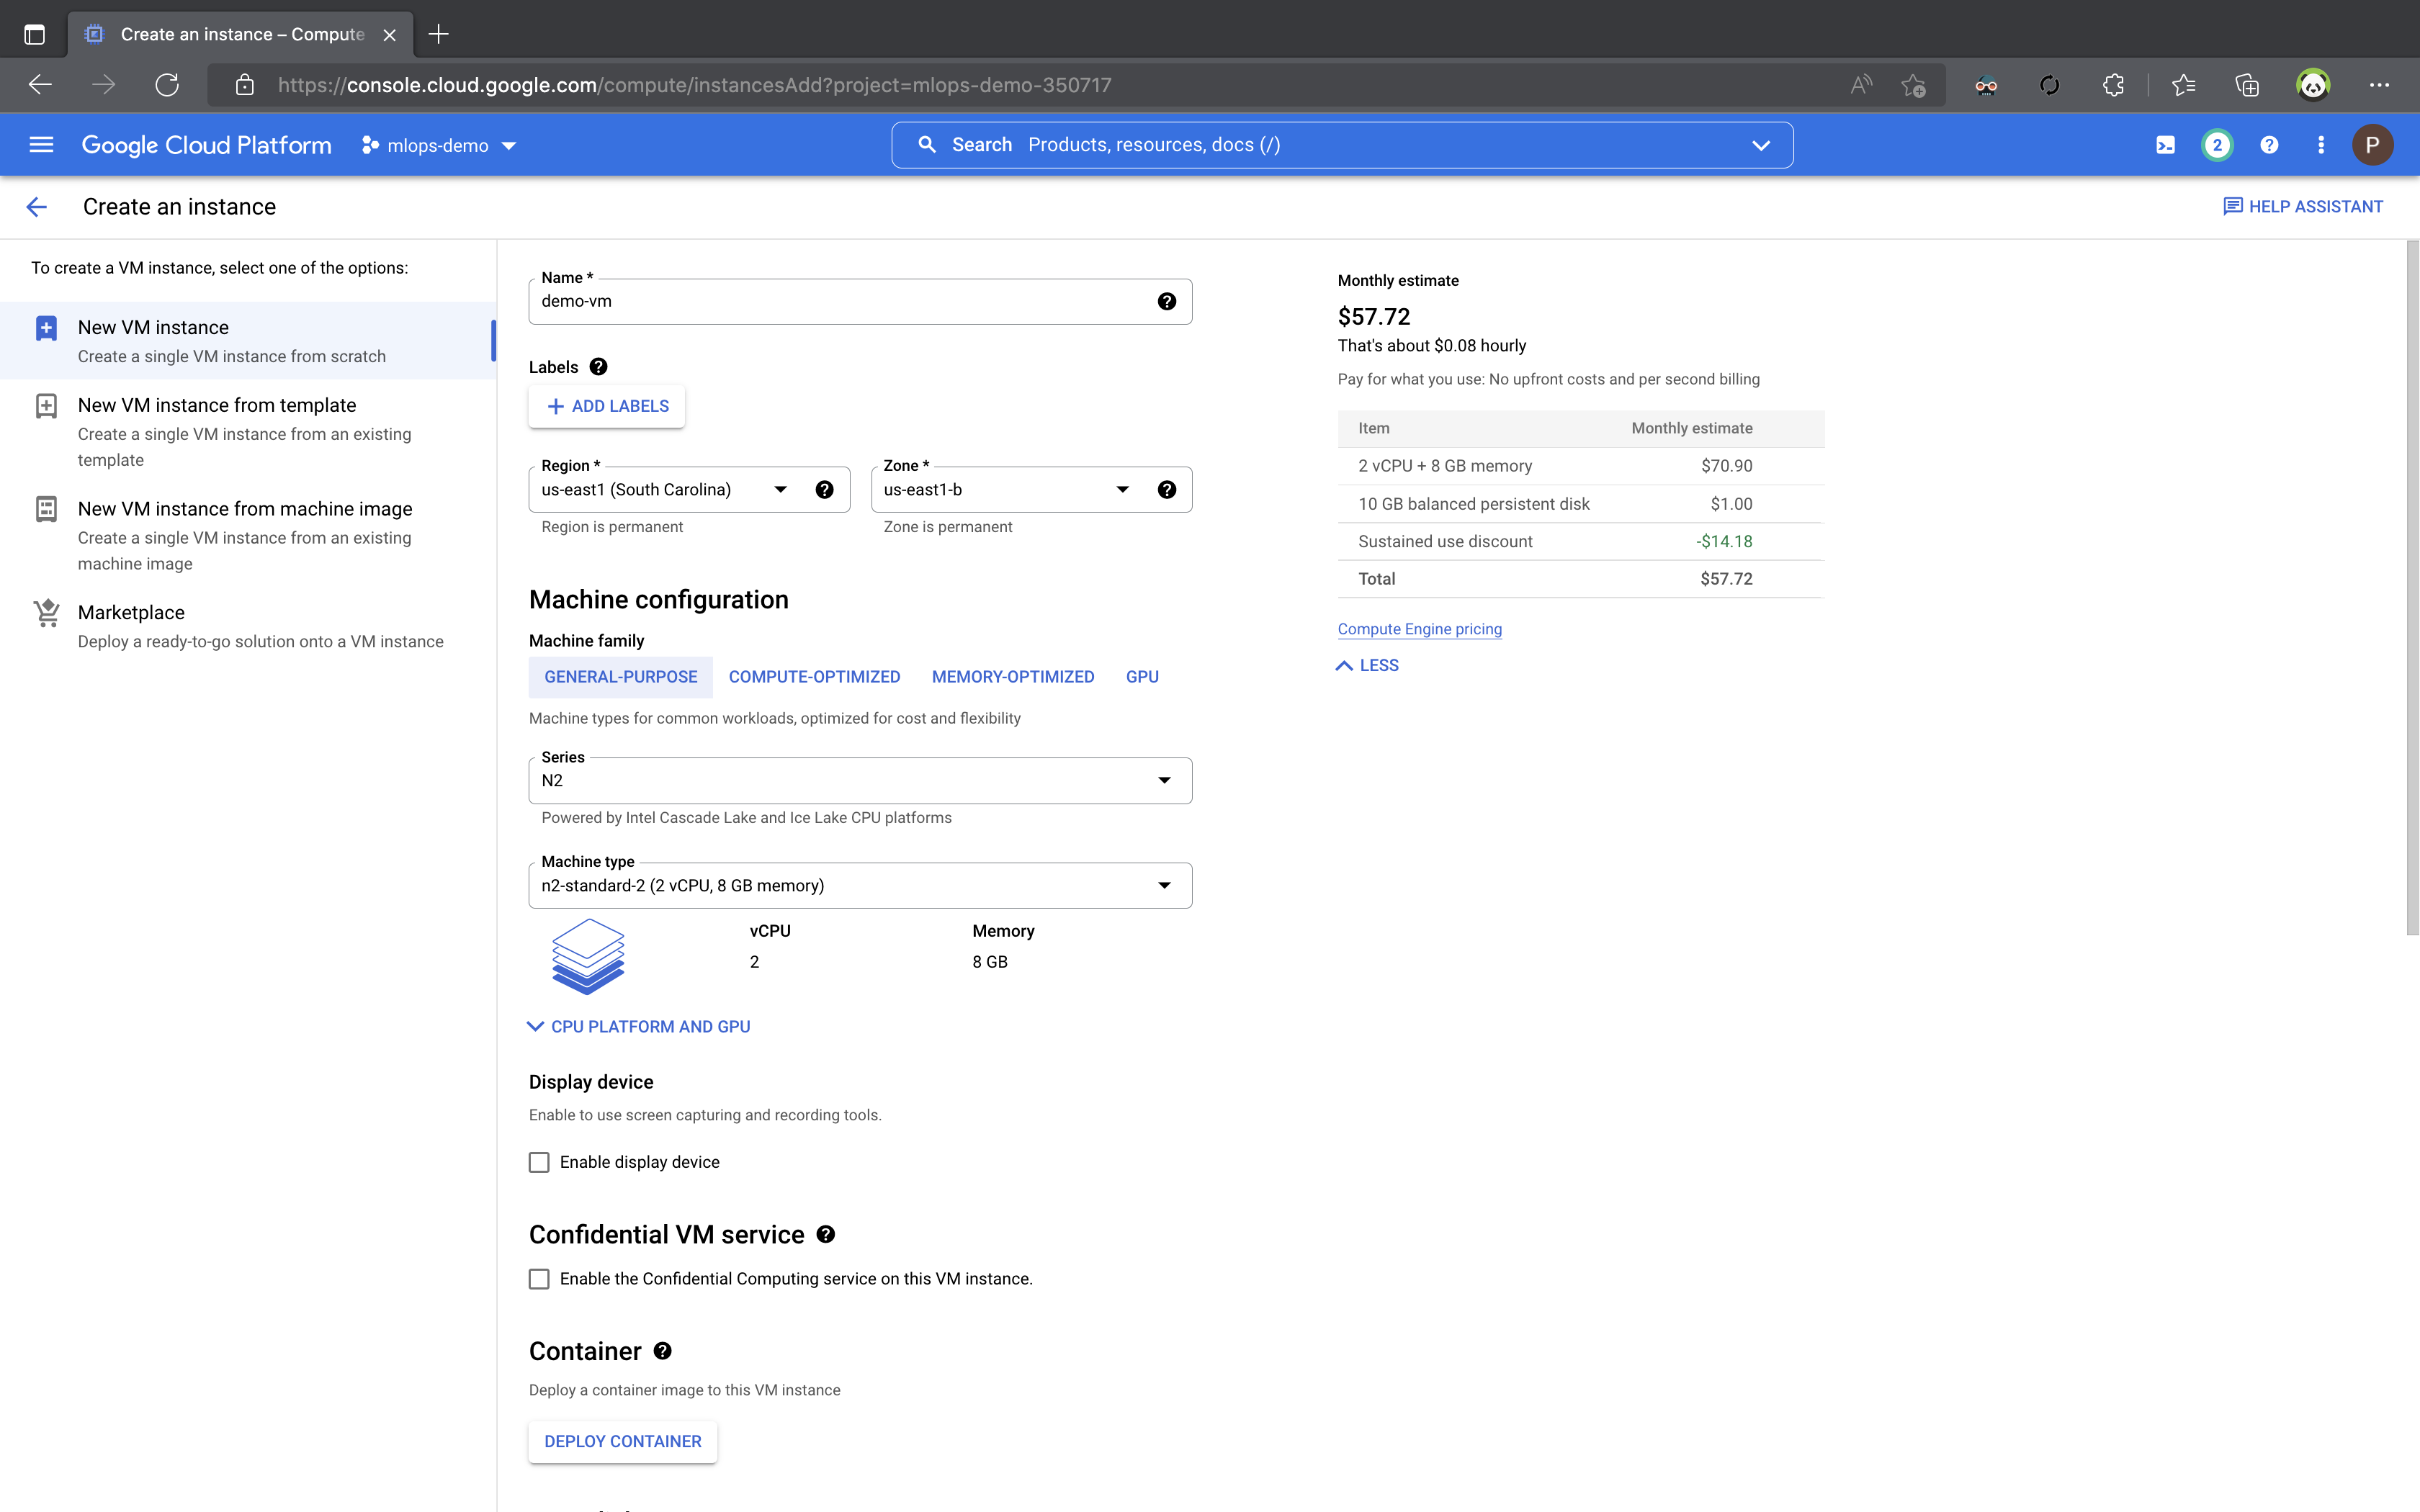 Create an instance – Compute
https://console.cloud.google.com/compute/instancesAdd?project=mlops-demo-350717
Google Cloud Platform
mlops-demo
Search Products, resources, docs (/)
2
P
Create an instance
HELP ASSISTANT
To create a VM instance, select one of the options:
New VM instance
Create a single VM instance from scratch
New VM instance from template
Create a single VM instance from an existing
template
New VM instance from machine image
Create a single VM instance from an existing
machine image
Marketplace
Deploy a ready-to-go solution onto a VM instance
Name *
demo-vm
Labels
ADD LABELS
Region *
us-east1 (South Carolina)
Region is permanent
Zone *
us-east1-b
Zone is permanent
Machine configuration
Machine family
GENERAL-PURPOSE COMPUTE-OPTIMIZED MEMORY-OPTIMIZED GPU
Machine types for common workloads, optimized for cost and flexibility
Series
N2
Powered by Intel Cascade Lake and Ice Lake CPU platforms
Machine type
n2-standard-2 (2 vCPU, 8 GB memory)
vCPU Memory
2 8 GB
CPU PLATFORM AND GPU
Display device
Enable to use screen capturing and recording tools.
Enable display device
Confidential VM service
Enable the Confidential Computing service on this VM instance.
Container
Deploy a container image to this VM instance
DEPLOY CONTAINER
Monthly estimate
$57.72
That's about $0.08 hourly
Pay for what you use: No upfront costs and per second billing
Item Monthly estimate
2 vCPU + 8 GB memory $70.90
10 GB balanced persistent disk $1.00
Sustained use discount -$14.18
Total $57.72
Compute Engine pricing
LESS